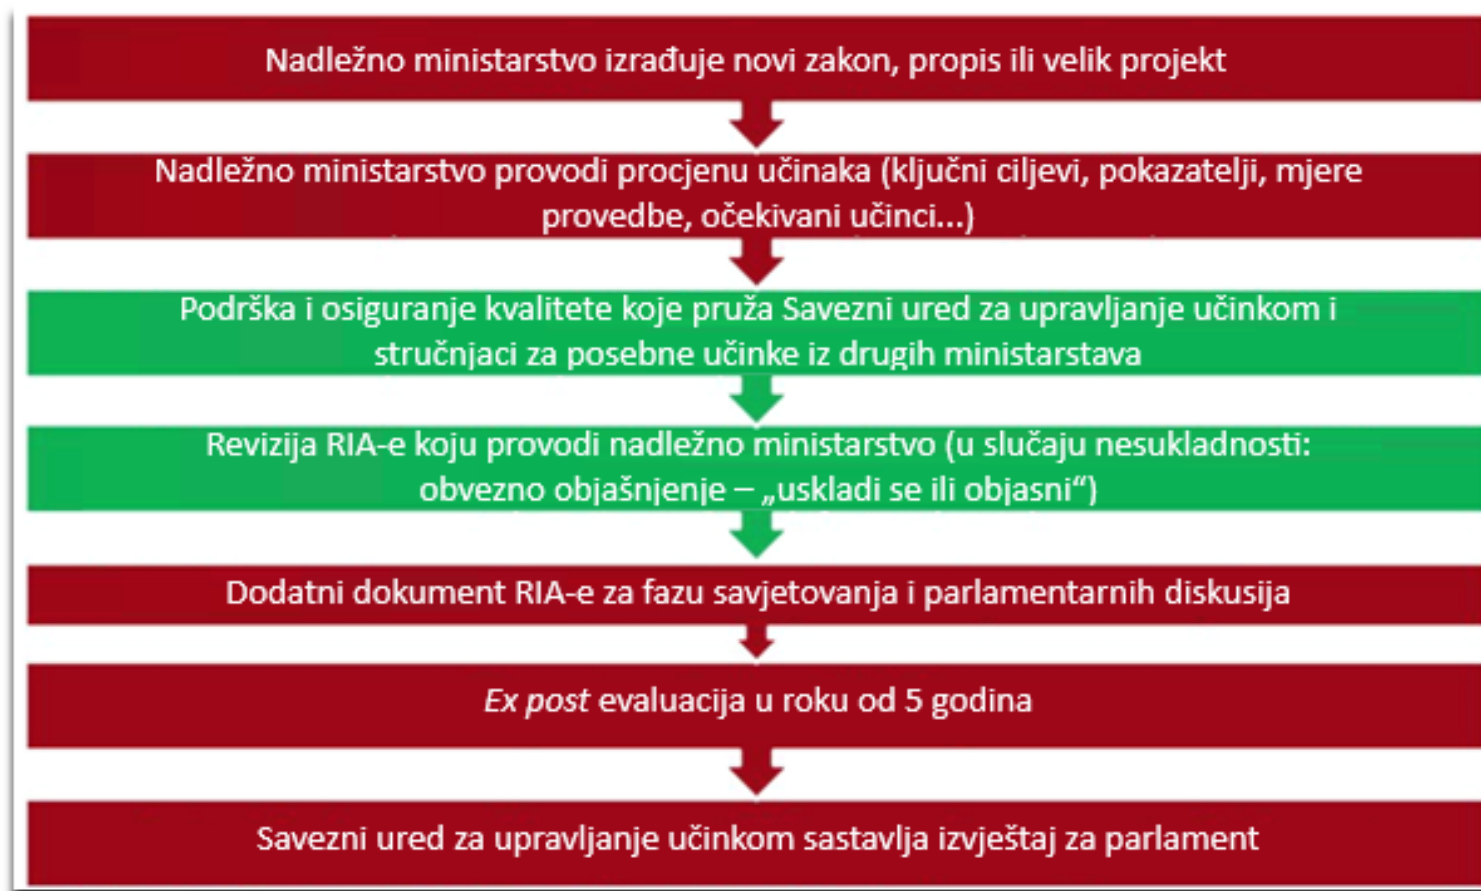 Nadležno ministarstvo izrađuje novi zakon, propis ili velik projekt
Nadležno ministarstvo provodi procjenu učinaka (ključni ciljevi, pokazatelji, mjere
provedbe, očekivani učinci...)
Podrška i osiguranje kvalitete koje pruža Savezni ured za upravljanje učinkom i
stručnjaci za posebne učinke iz drugih ministarstava
Revizija RIA-e koju provodi nadležno ministarstvo (u slučaju nesukladnosti:
obvezno objašnjenje – „uskladi se ili objasni“)
Dodatni dokument RIA-e za fazu savjetovanja i parlamentarnih diskusija
Ex post evaluacija u roku od 5 godina
Savezni ured za upravljanje učinkom sastavlja izvještaj za parlament